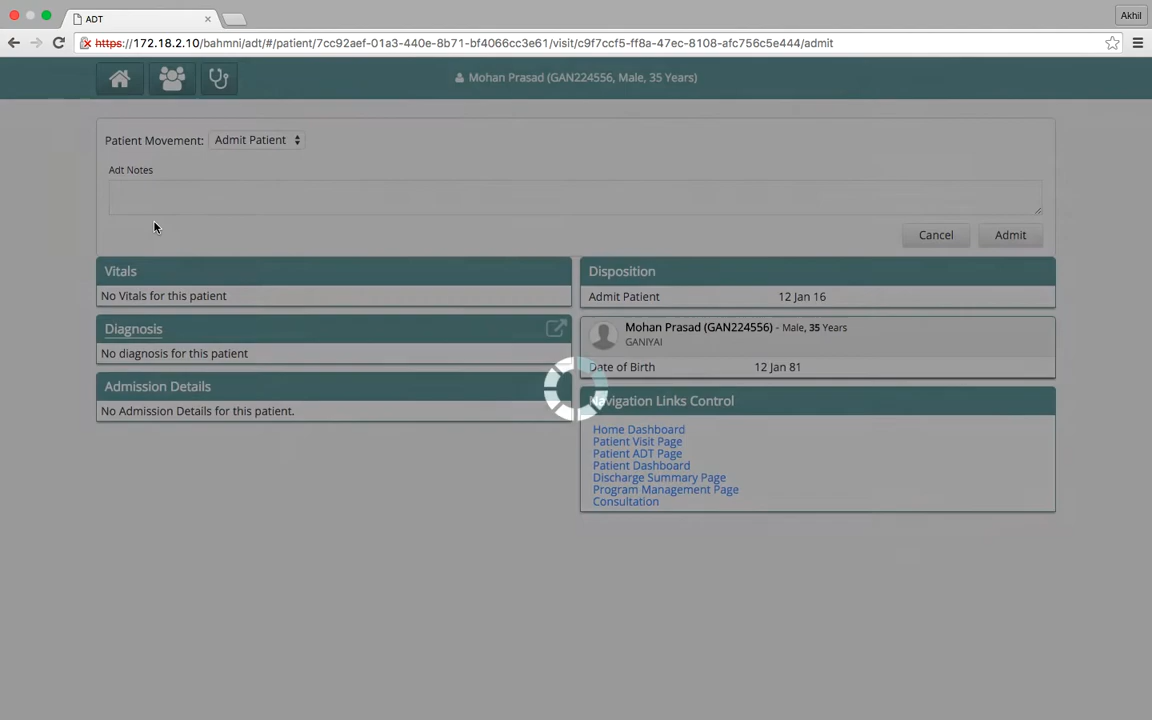 ADT
Akhil
https://172.18.2.10/bahmni/adt/#/patient/7cc92aef-01a3-440e-8b71-bf4066cc3e61/visit/c9f7ccf5-ff8a-47ec-8108-afc756c5e444/admit
Mohan Prasad (GAN224556, Male, 35 Years)
Patient Movement: Admit Patient
Adt Notes
Cancel Admit
Vitals
No Vitals for this patient
Diagnosis
No diagnosis for this patient
Admission Details
No Admission Details for this patient.
Disposition
Admit Patient 12 Jan 16
Mohan Prasad (GAN224556) - Male, 35 Years
GANIYAI
Date of Birth 12 Jan 81
Navigation Links Control
Home Dashboard
Patient Visit Page
Patient ADT Page
Patient Dashboard
Discharge Summary Page
Program Management Page
Consultation